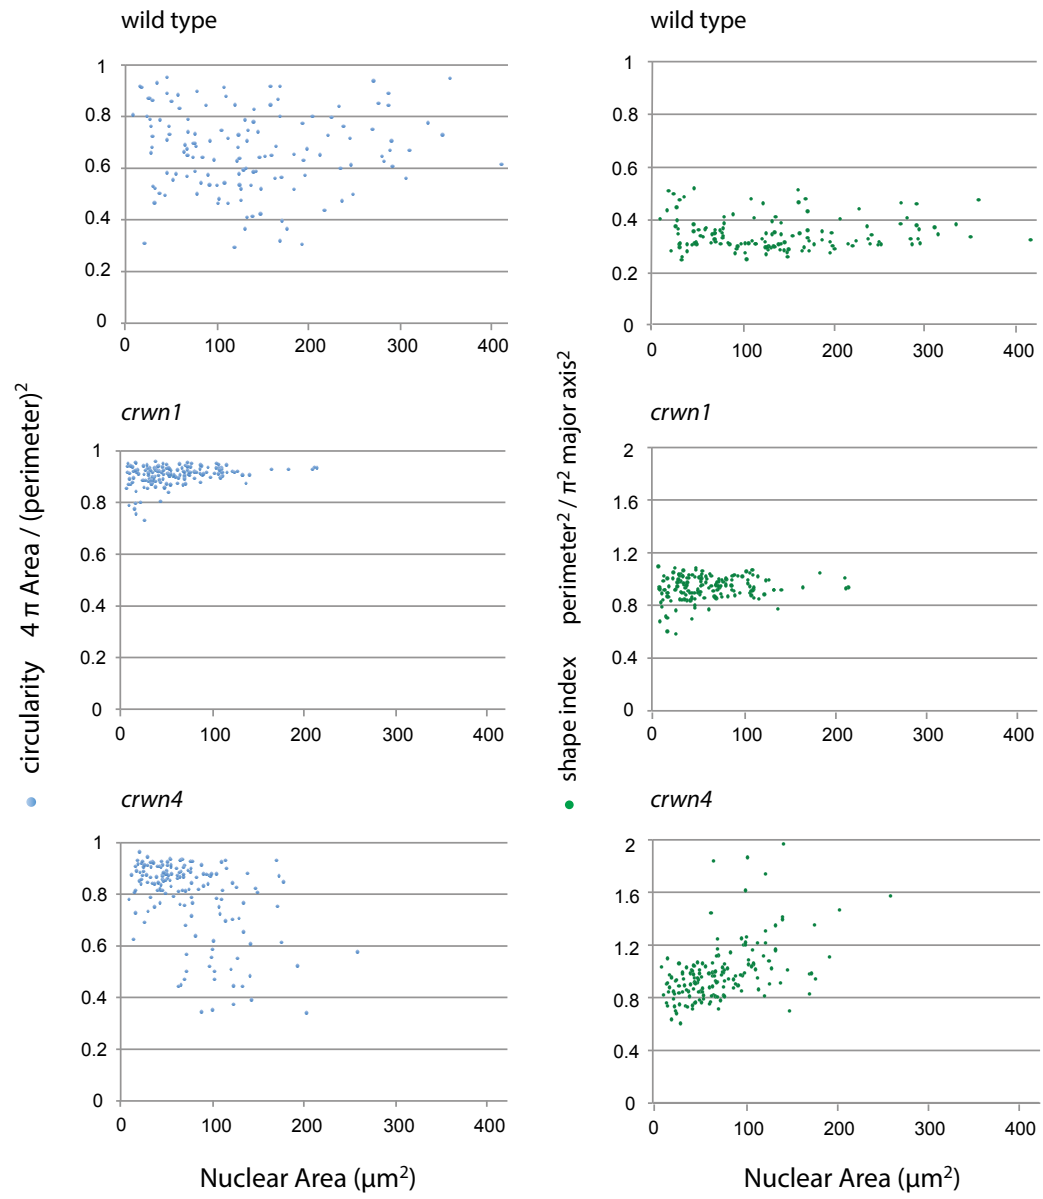 wild type
1
0.8
0.6
0.4
0.2
0
0 100 200 300 400
wild type
1
0.8
0.6
0.4
0.2
0
0 100 200 300 400
crwn1
1
0.8
0.6
0.4
0.2
0
0 100 200 300 400
crwn1
2
1.6
1.2
0.8
0.4
0
0 100 200 300 400
crwn4
1
0.8
0.6
0.4
0.2
0
0 100 200 300 400
crwn4
2
1.6
1.2
0.8
0.4
0
0 100 200 300 400
circularity 4 π Area / (perimeter)²
shape index perimeter² / π² major axis²
Nuclear Area (µm²)
Nuclear Area (µm²)